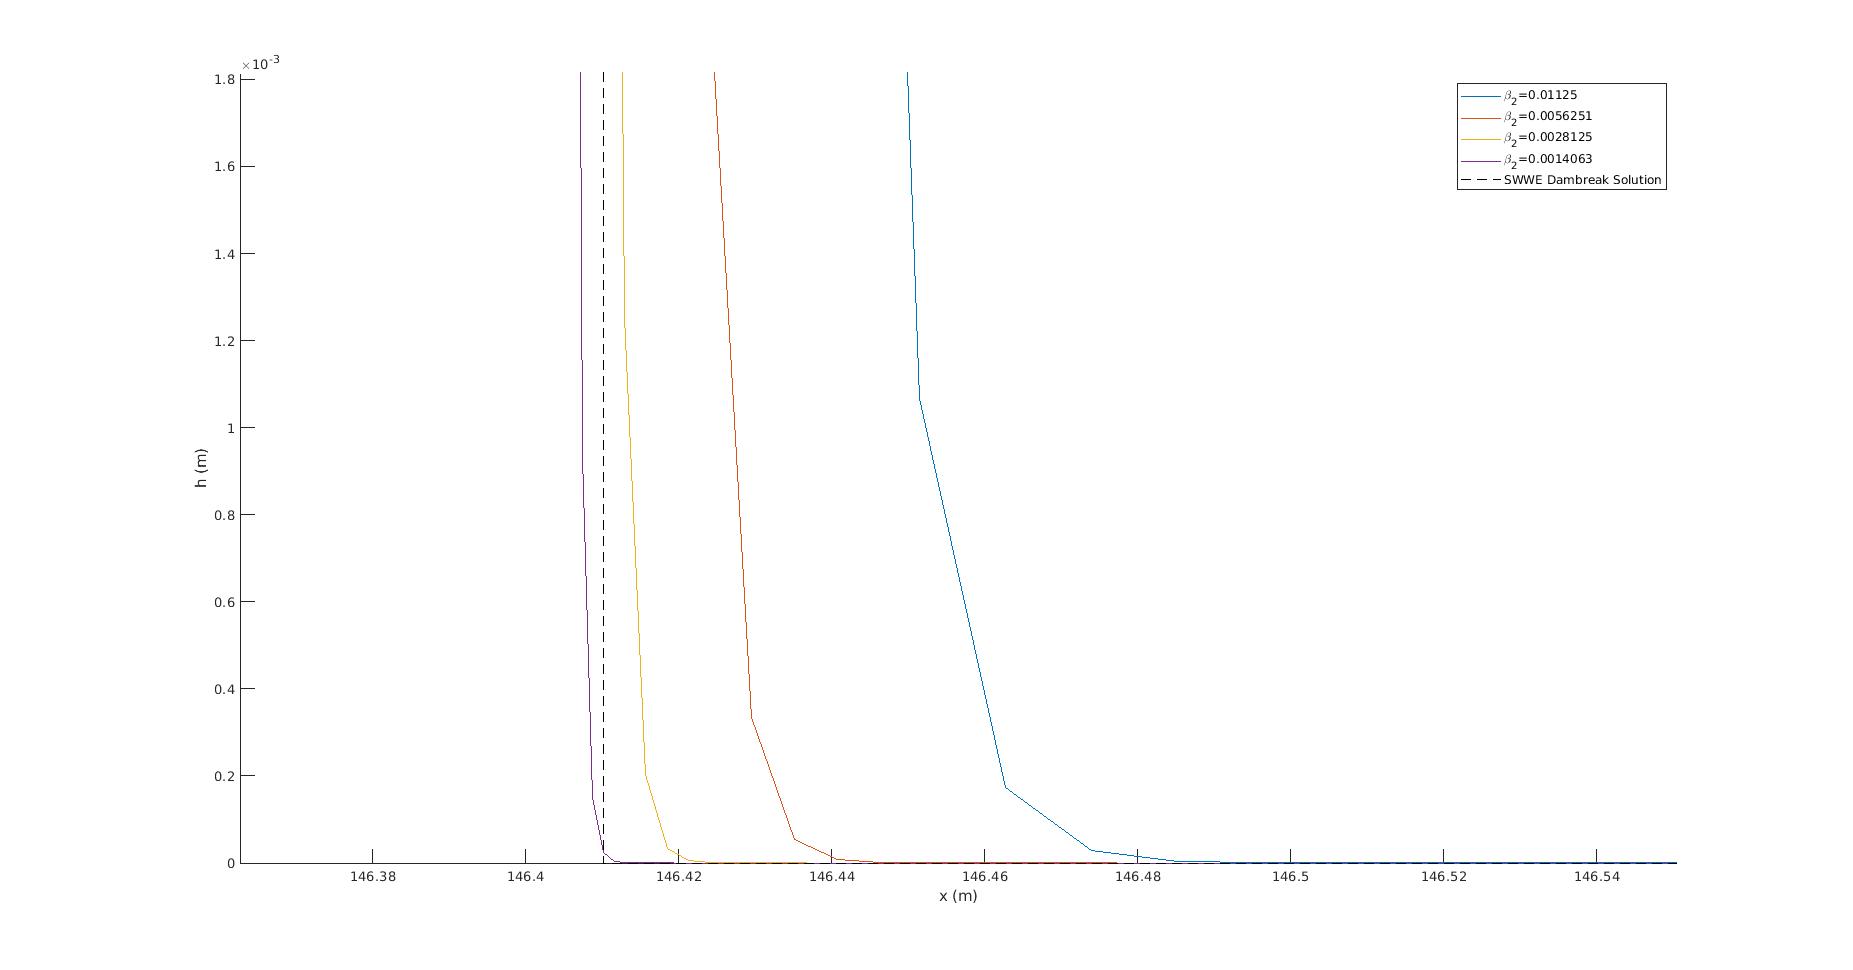 ×10⁻³
1.8
1.6
1.4
1.2
1
0.8
0.6
0.4
0.2
0
h (m)
146.38 146.4 146.42 146.44 146.46 146.48 146.5 146.52 146.54
x (m)
β₂=0.01125
β₂=0.0056251
β₂=0.0028125
β₂=0.0014063
SWWE Dambreak Solution